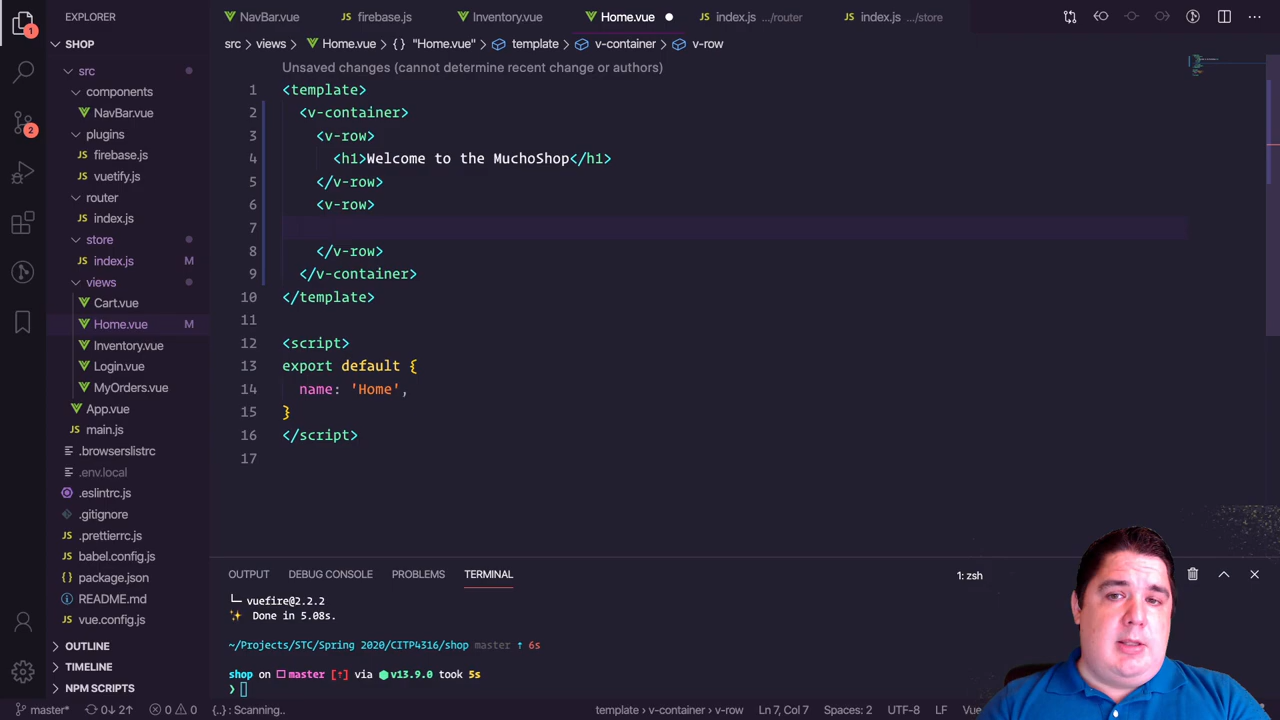 EXPLORER
NavBar.vue
firebase.js
Inventory.vue
Home.vue
index.js .../router
index.js .../store
1
SHOP
src > views > Home.vue > {} "Home.vue" > template > v-container > v-row
src
components
NavBar.vue
plugins
firebase.js
vuetify.js
router
index.js
store
index.js M
views
Cart.vue
Home.vue M
Inventory.vue
Login.vue
MyOrders.vue
App.vue
main.js
.browserslistrc
.env.local
.eslintrc.js
.gitignore
.prettierrc.js
babel.config.js
package.json
README.md
vue.config.js
OUTLINE
TIMELINE
NPM SCRIPTS
2
Unsaved changes (cannot determine recent change or authors)
1 <template>
2 <v-container>
3 <v-row>
4 <h1>Welcome to the MuchoShop</h1>
5 </v-row>
6 <v-row>
7
8 </v-row>
9 </v-container>
10 </template>
11
12 <script>
13 export default {
14 name: 'Home',
15 }
16 </script>
17
OUTPUT
DEBUG CONSOLE
PROBLEMS
TERMINAL
1: zsh
└─ vuefire@2.2.2
✨ Done in 5.08s.
~/Projects/STC/Spring 2020/CITP4316/shop master ↑ 6s
shop on master [↑] via ⬢v13.9.0 took 5s
❯
master*
0↓ 2↑
0
0
{..} : Scanning..
template > v-container > v-row
Ln 7, Col 7
Spaces: 2
UTF-8
LF
Vue